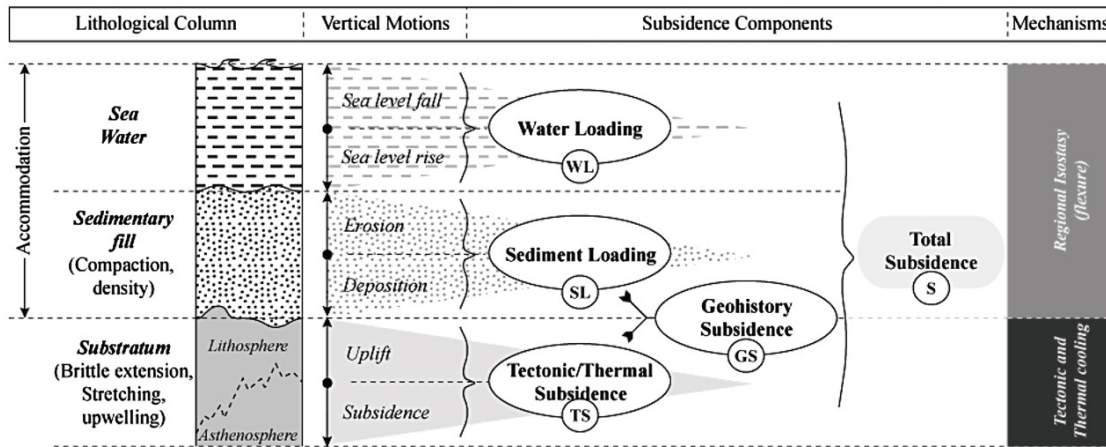 Lithological Column
Vertical Motions
Subsidence Components
Mechanisms
Accommodation
Sea
Water
Sea level fall
Sea level rise
Water Loading
WL
Sedimentary
fill
(Compaction,
density)
Erosion
Deposition
Sediment Loading
SL
Geohistory
Subsidence
GS
Total
Subsidence
S
Regional Isostasy
(flexure)
Substratum
(Brittle extension,
Stretching,
upwelling)
Lithosphere
Asthenosphere
Uplift
Subsidence
Tectonic/Thermal
Subsidence
TS
Tectonic and
Thermal cooling